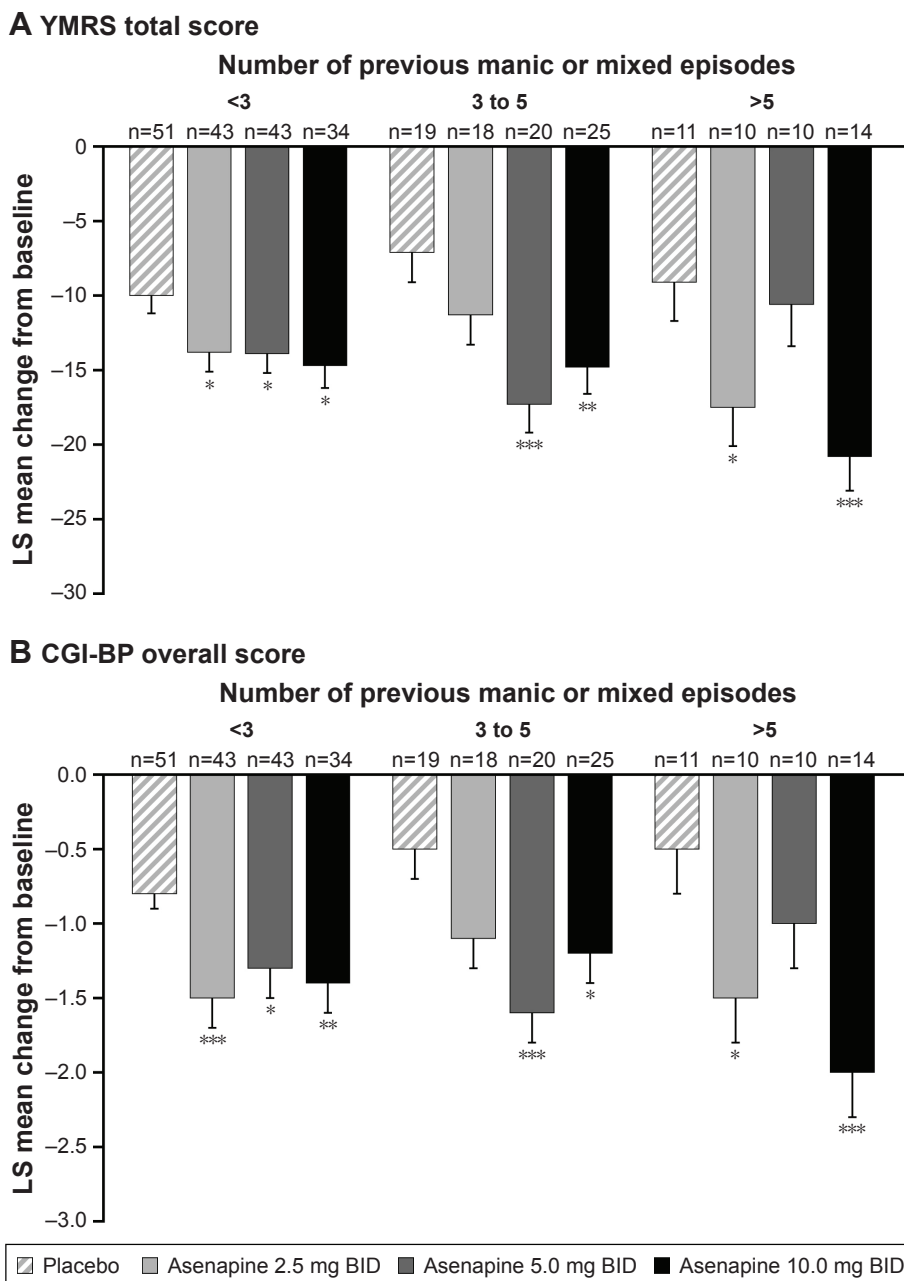 A YMRS total score
Number of previous manic or mixed episodes
<3 3 to 5 >5
n=51 n=43 n=43 n=34 n=19 n=18 n=20 n=25 n=11 n=10 n=10 n=14
0
–5
–10
–15
–20
–25
–30
LS mean change from baseline
* * * *** ** * ***
B CGI-BP overall score
Number of previous manic or mixed episodes
<3 3 to 5 >5
n=51 n=43 n=43 n=34 n=19 n=18 n=20 n=25 n=11 n=10 n=10 n=14
0.0
–0.5
–1.0
–1.5
–2.0
–2.5
–3.0
LS mean change from baseline
*** * ** *** * * ***
Placebo Asenapine 2.5 mg BID Asenapine 5.0 mg BID Asenapine 10.0 mg BID